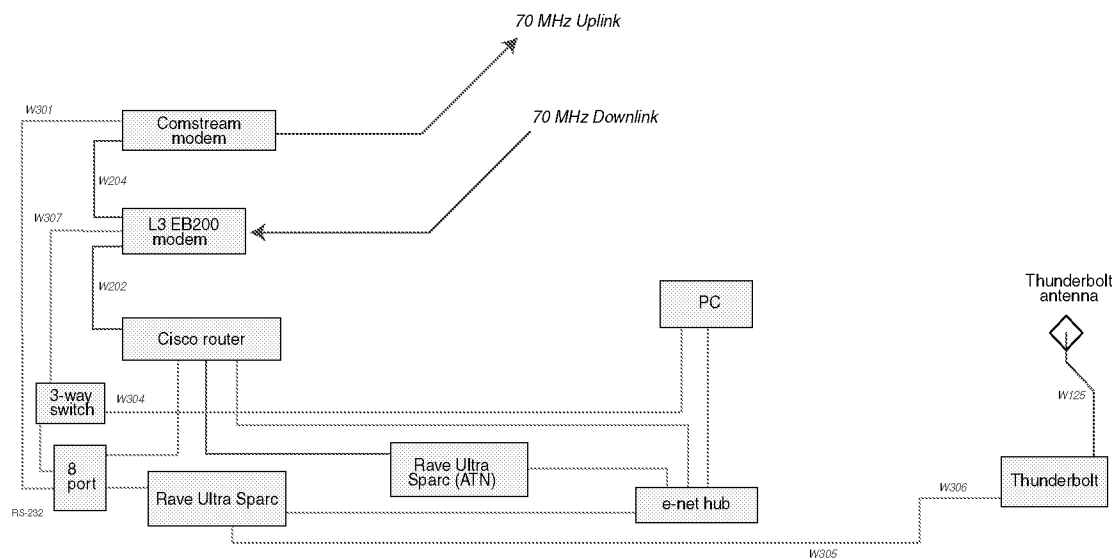 70 MHz Uplink
W301
Comstream
modem
70 MHz Downlink
W204
W307
L3 EB200
modem
W202
PC
Thunderbolt
antenna
Cisco router
3-way
switch
W304
W125
8
port
Rave Ultra
Sparc (ATN)
Thunderbolt
Rave Ultra Sparc
e-net hub
W306
RS-232
W305